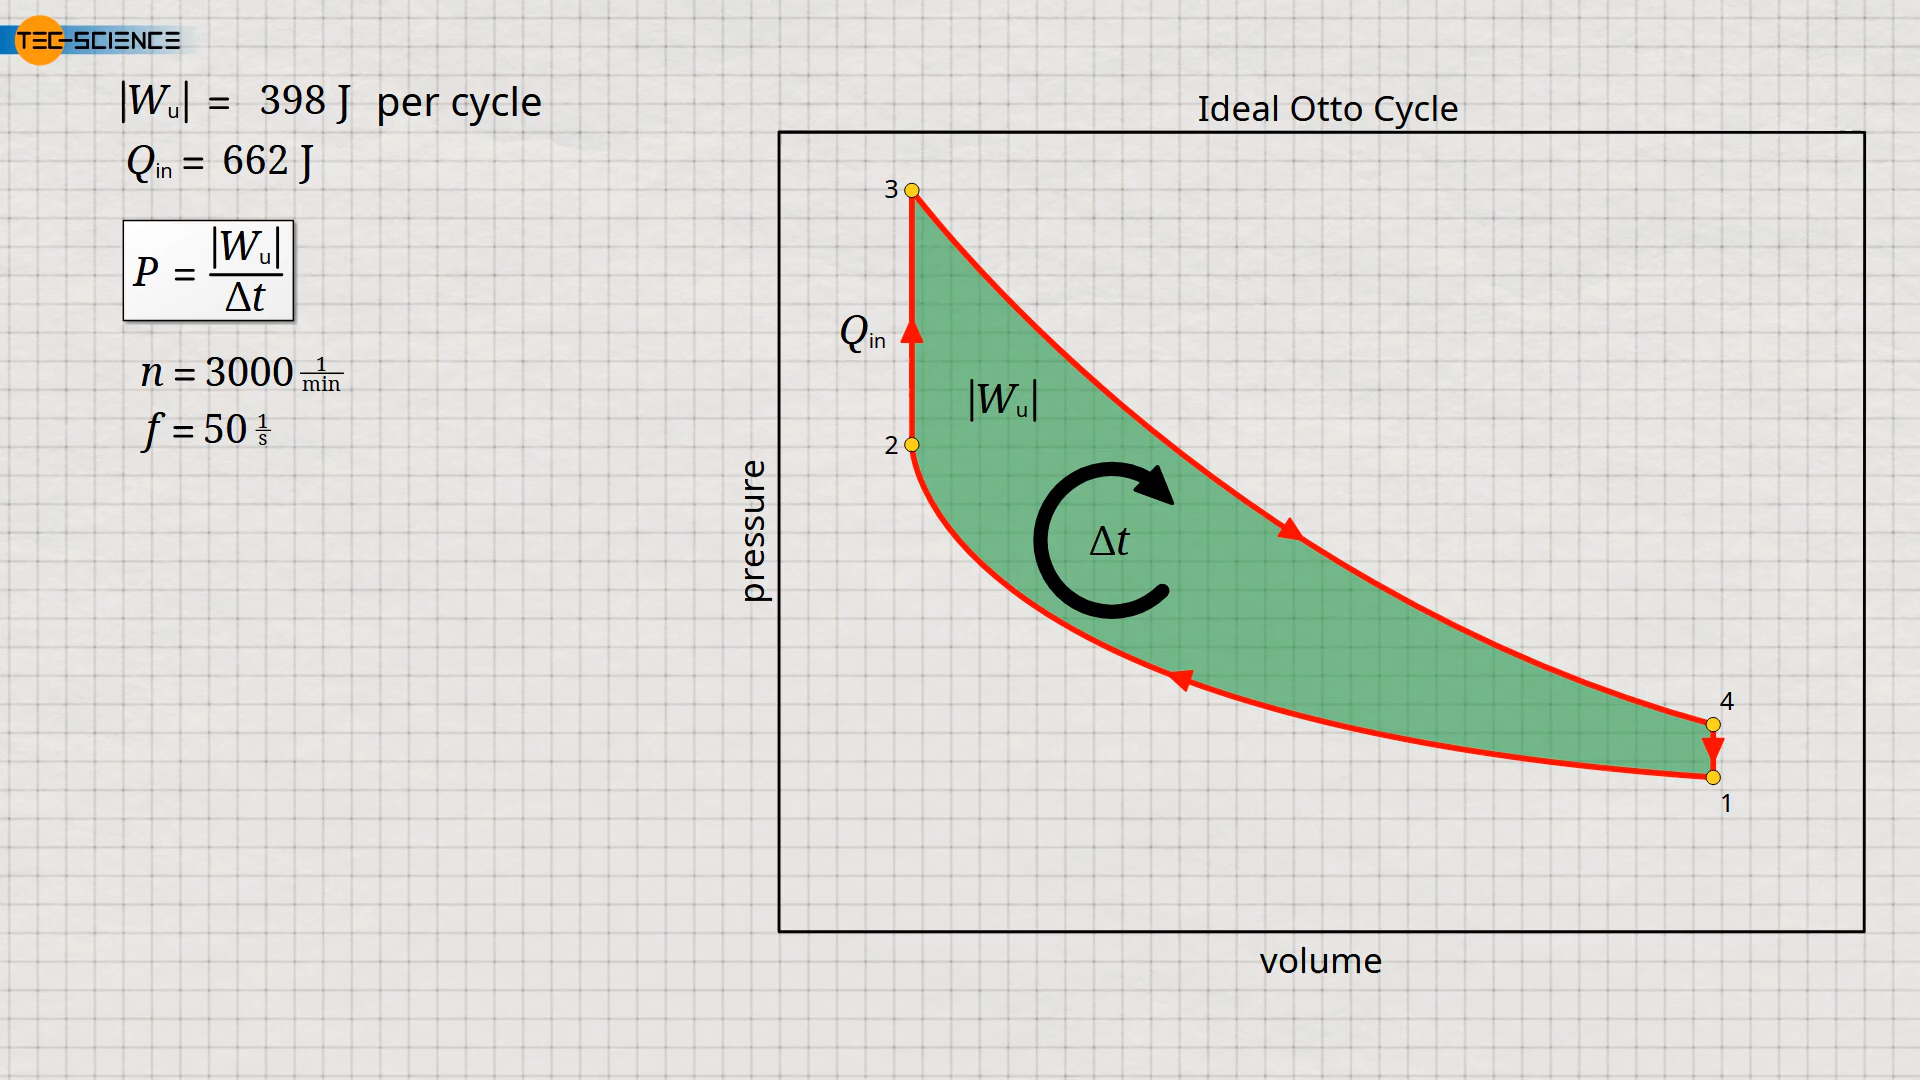 TEC-SCIENCE
|Wu| = 398 J per cycle
Qin = 662 J
P = |Wu| / Δt
n = 3000 1/min
f = 50 1/s
Ideal Otto Cycle
3
Qin
|Wu|
2
Δt
pressure
4
1
volume